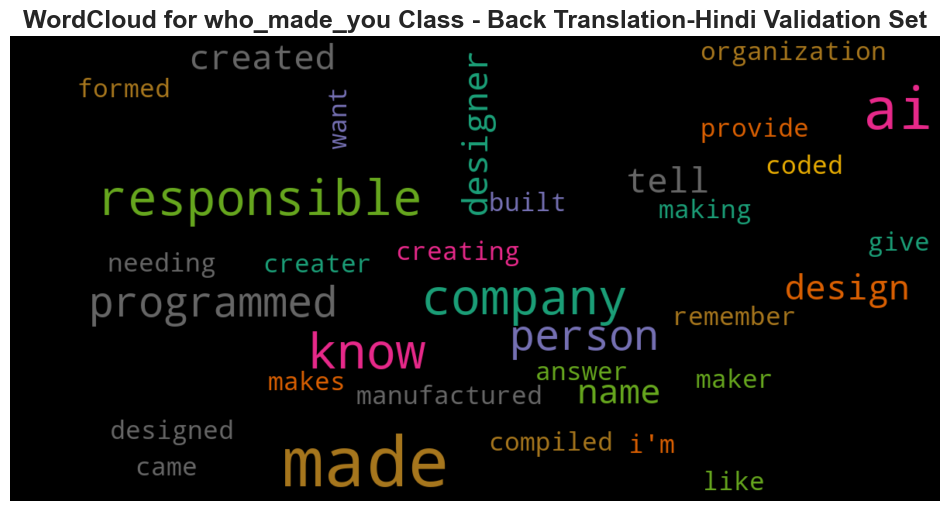 WordCloud for who_made_you Class - Back Translation-Hindi Validation Set
created
organization
formed
want
designer
ai
provide
coded
responsible
tell
built
making
give
needing
creater
creating
programmed
company
design
remember
person
know
makes
answer
maker
manufactured
name
designed
came
made
compiled
i'm
like